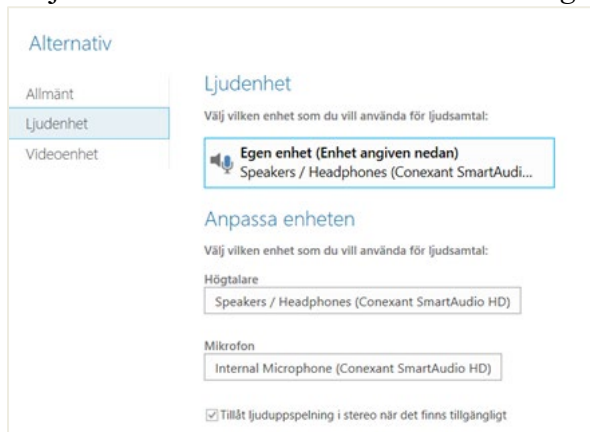 Alternativ
Allmänt
Ljudenhet
Videoenhet
Ljudenhet
Välj vilken enhet som du vill använda för ljudsamtal:
Egen enhet (Enhet angiven nedan)
Speakers / Headphones (Conexant SmartAudi...
Anpassa enheten
Välj vilken enhet som du vill använda för ljudsamtal:
Högtalare
Speakers / Headphones (Conexant SmartAudio HD)
Mikrofon
Internal Microphone (Conexant SmartAudio HD)
Tillåt ljuduppspelning i stereo när det finns tillgängligt